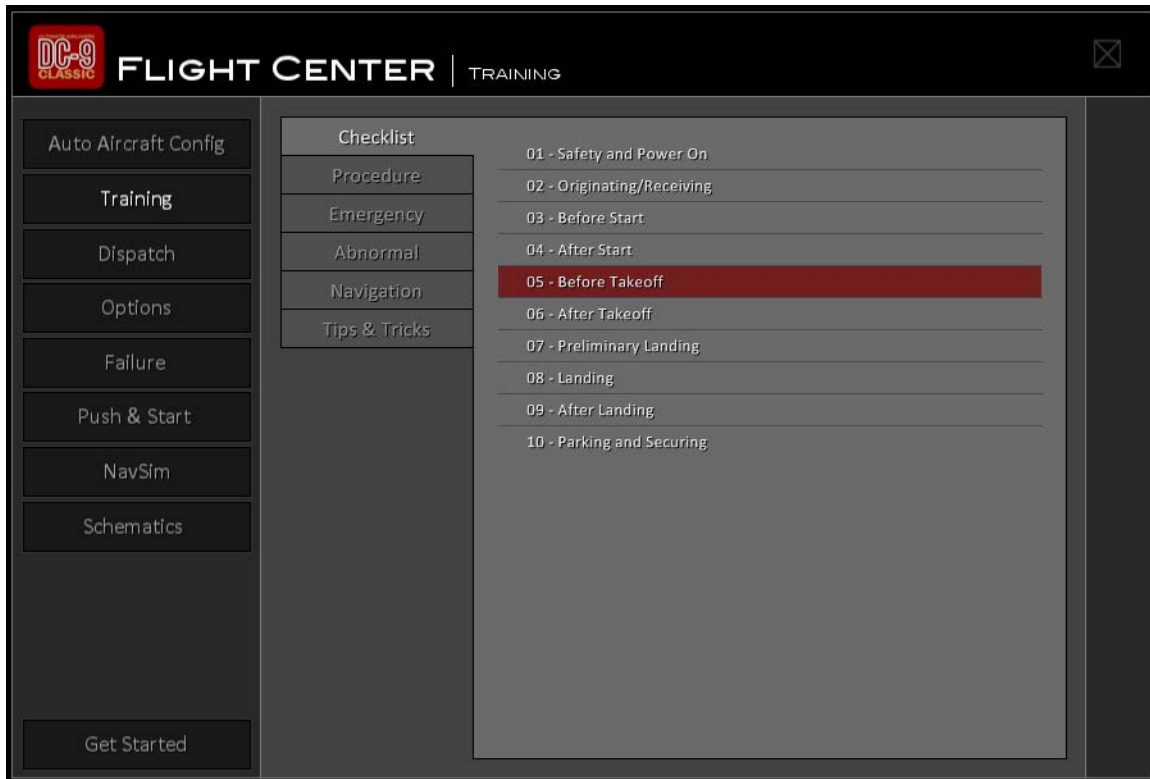 DC-9
CLASSIC
FLIGHT CENTER | TRAINING
Auto Aircraft Config
Training
Dispatch
Options
Failure
Push & Start
NavSim
Schematics
Get Started
Checklist
Procedure
Emergency
Abnormal
Navigation
Tips & Tricks
01 - Safety and Power On
02 - Originating/Receiving
03 - Before Start
04 - After Start
05 - Before Takeoff
06 - After Takeoff
07 - Preliminary Landing
08 - Landing
09 - After Landing
10 - Parking and Securing